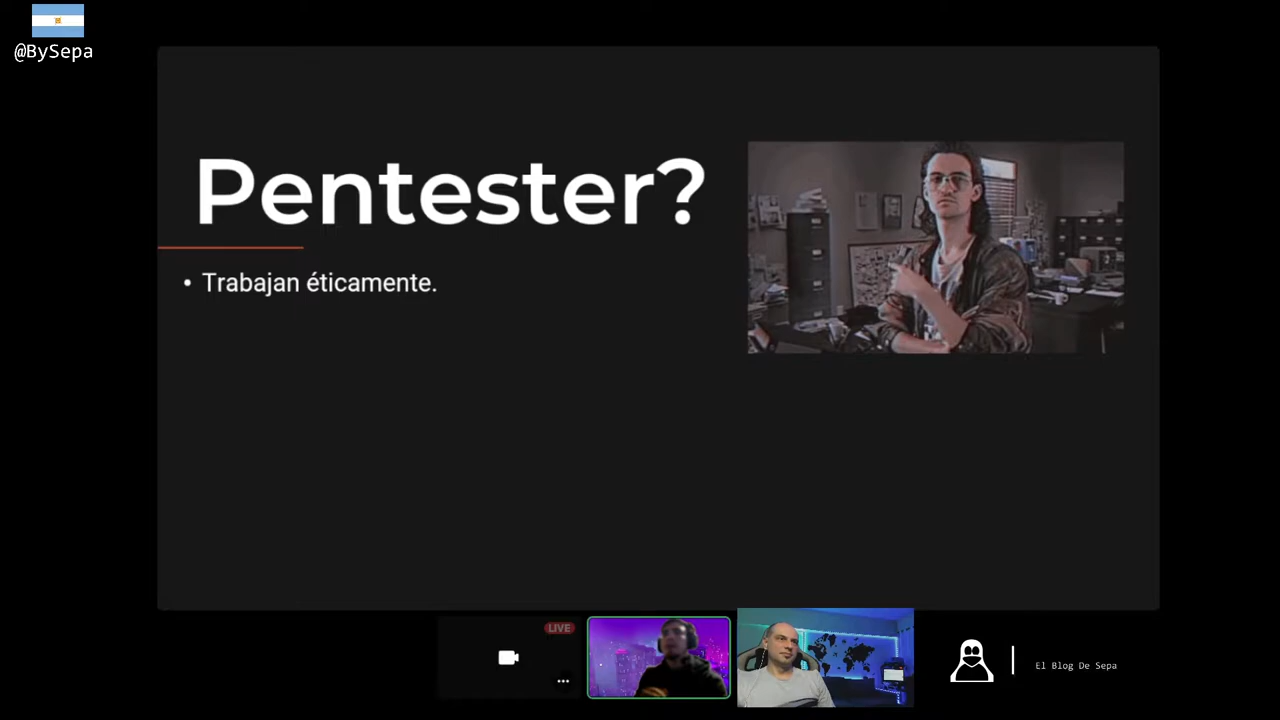 @BySepa
Pentester?
• Trabajan éticamente.
LIVE
El Blog De Sepa